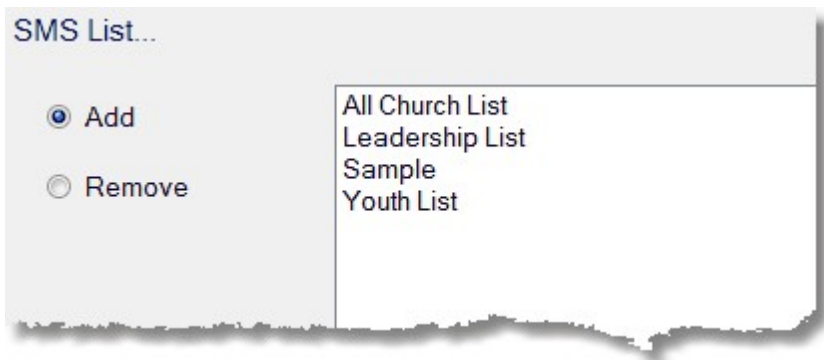 SMS List...
Add
Remove
All Church List
Leadership List
Sample
Youth List